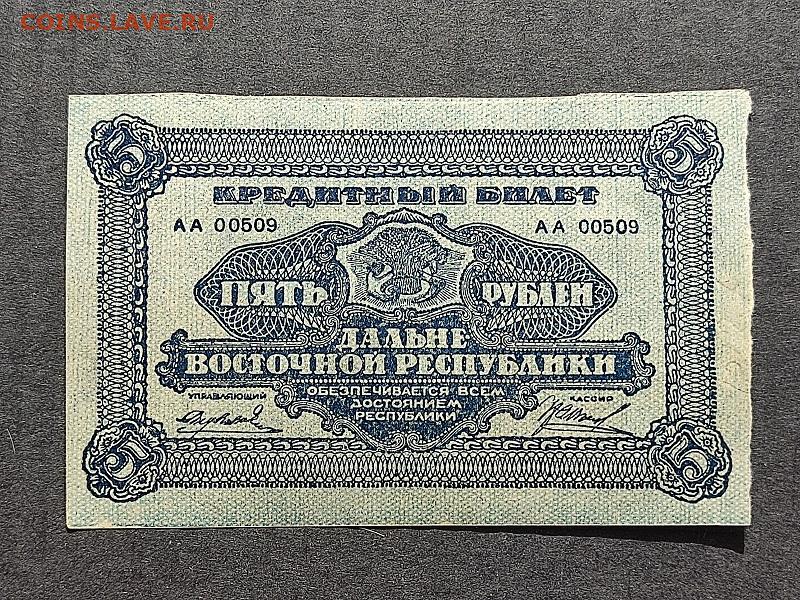 COINS.LAVE.RU
5 5
КРЕДИТНЫЙ БИЛЕТ
АА 00509 АА 00509
ПЯТЬ РУБЛЕЙ
ДАЛЬНЕ
ВОСТОЧНОЙ РЕСПУБЛИКИ
УПРАВЛЯЮЩИЙ ОБЕЗПЕЧИВАЕТСЯ ВСЕМ КАССИР
ДОСТОЯНИЕМ
РЕСПУБЛИКИ
5 5